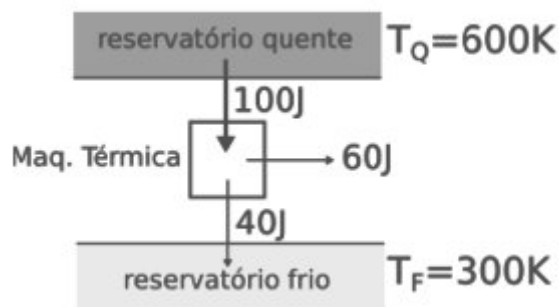 reservatório quente
T_Q=600K
100J
Maq. Térmica
60J
40J
reservatório frio
T_F=300K